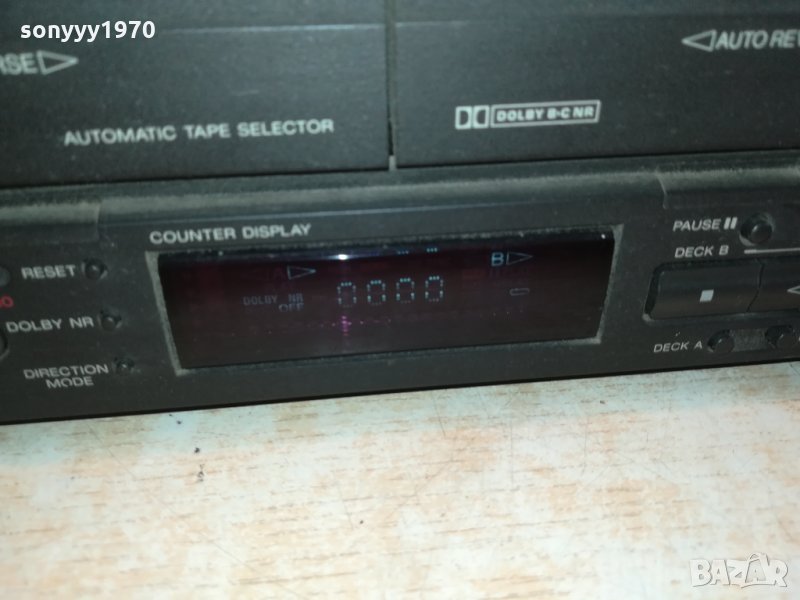 sonyyy1970
RSE
AUTO REV
AUTOMATIC TAPE SELECTOR
DOLBY B-C NR
COUNTER DISPLAY
PAUSE
DECK B
RESET
A
B
DOLBY NR
OFF
0000
DOLBY NR
DIRECTION
MODE
DECK A
BAZAR